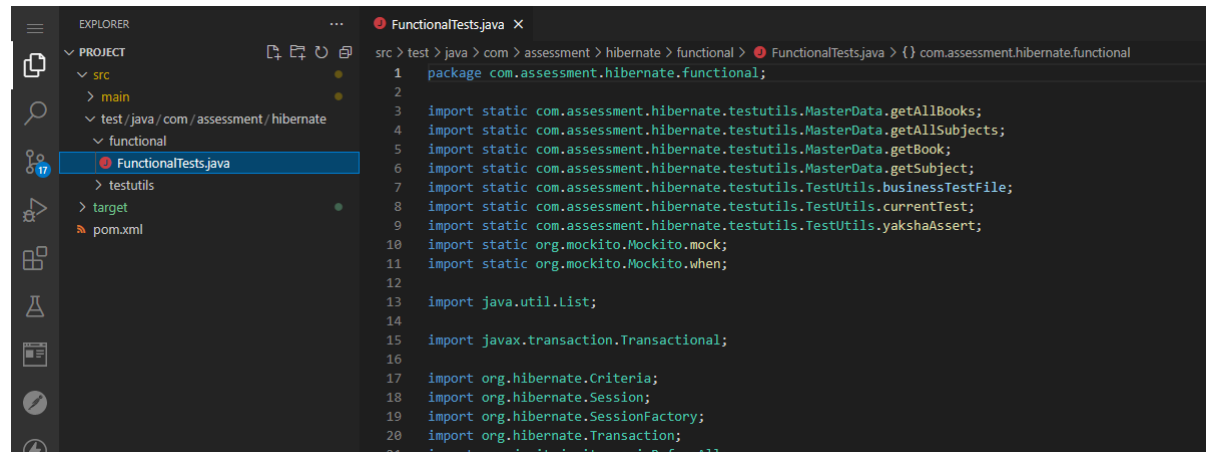 EXPLORER
...
PROJECT
src
main
test / java / com / assessment / hibernate
functional
J FunctionalTests.java
testutils
target
pom.xml
17
J FunctionalTests.java ×
src > test > java > com > assessment > hibernate > functional > J FunctionalTests.java > {} com.assessment.hibernate.functional
1 package com.assessment.hibernate.functional;
2
3 import static com.assessment.hibernate.testutils.MasterData.getAllBooks;
4 import static com.assessment.hibernate.testutils.MasterData.getAllSubjects;
5 import static com.assessment.hibernate.testutils.MasterData.getBook;
6 import static com.assessment.hibernate.testutils.MasterData.getSubject;
7 import static com.assessment.hibernate.testutils.TestUtils.businessTestFile;
8 import static com.assessment.hibernate.testutils.TestUtils.currentTest;
9 import static com.assessment.hibernate.testutils.TestUtils.yakshaAssert;
10 import static org.mockito.Mockito.mock;
11 import static org.mockito.Mockito.when;
12
13 import java.util.List;
14
15 import javax.transaction.Transactional;
16
17 import org.hibernate.Criteria;
18 import org.hibernate.Session;
19 import org.hibernate.SessionFactory;
20 import org.hibernate.Transaction;